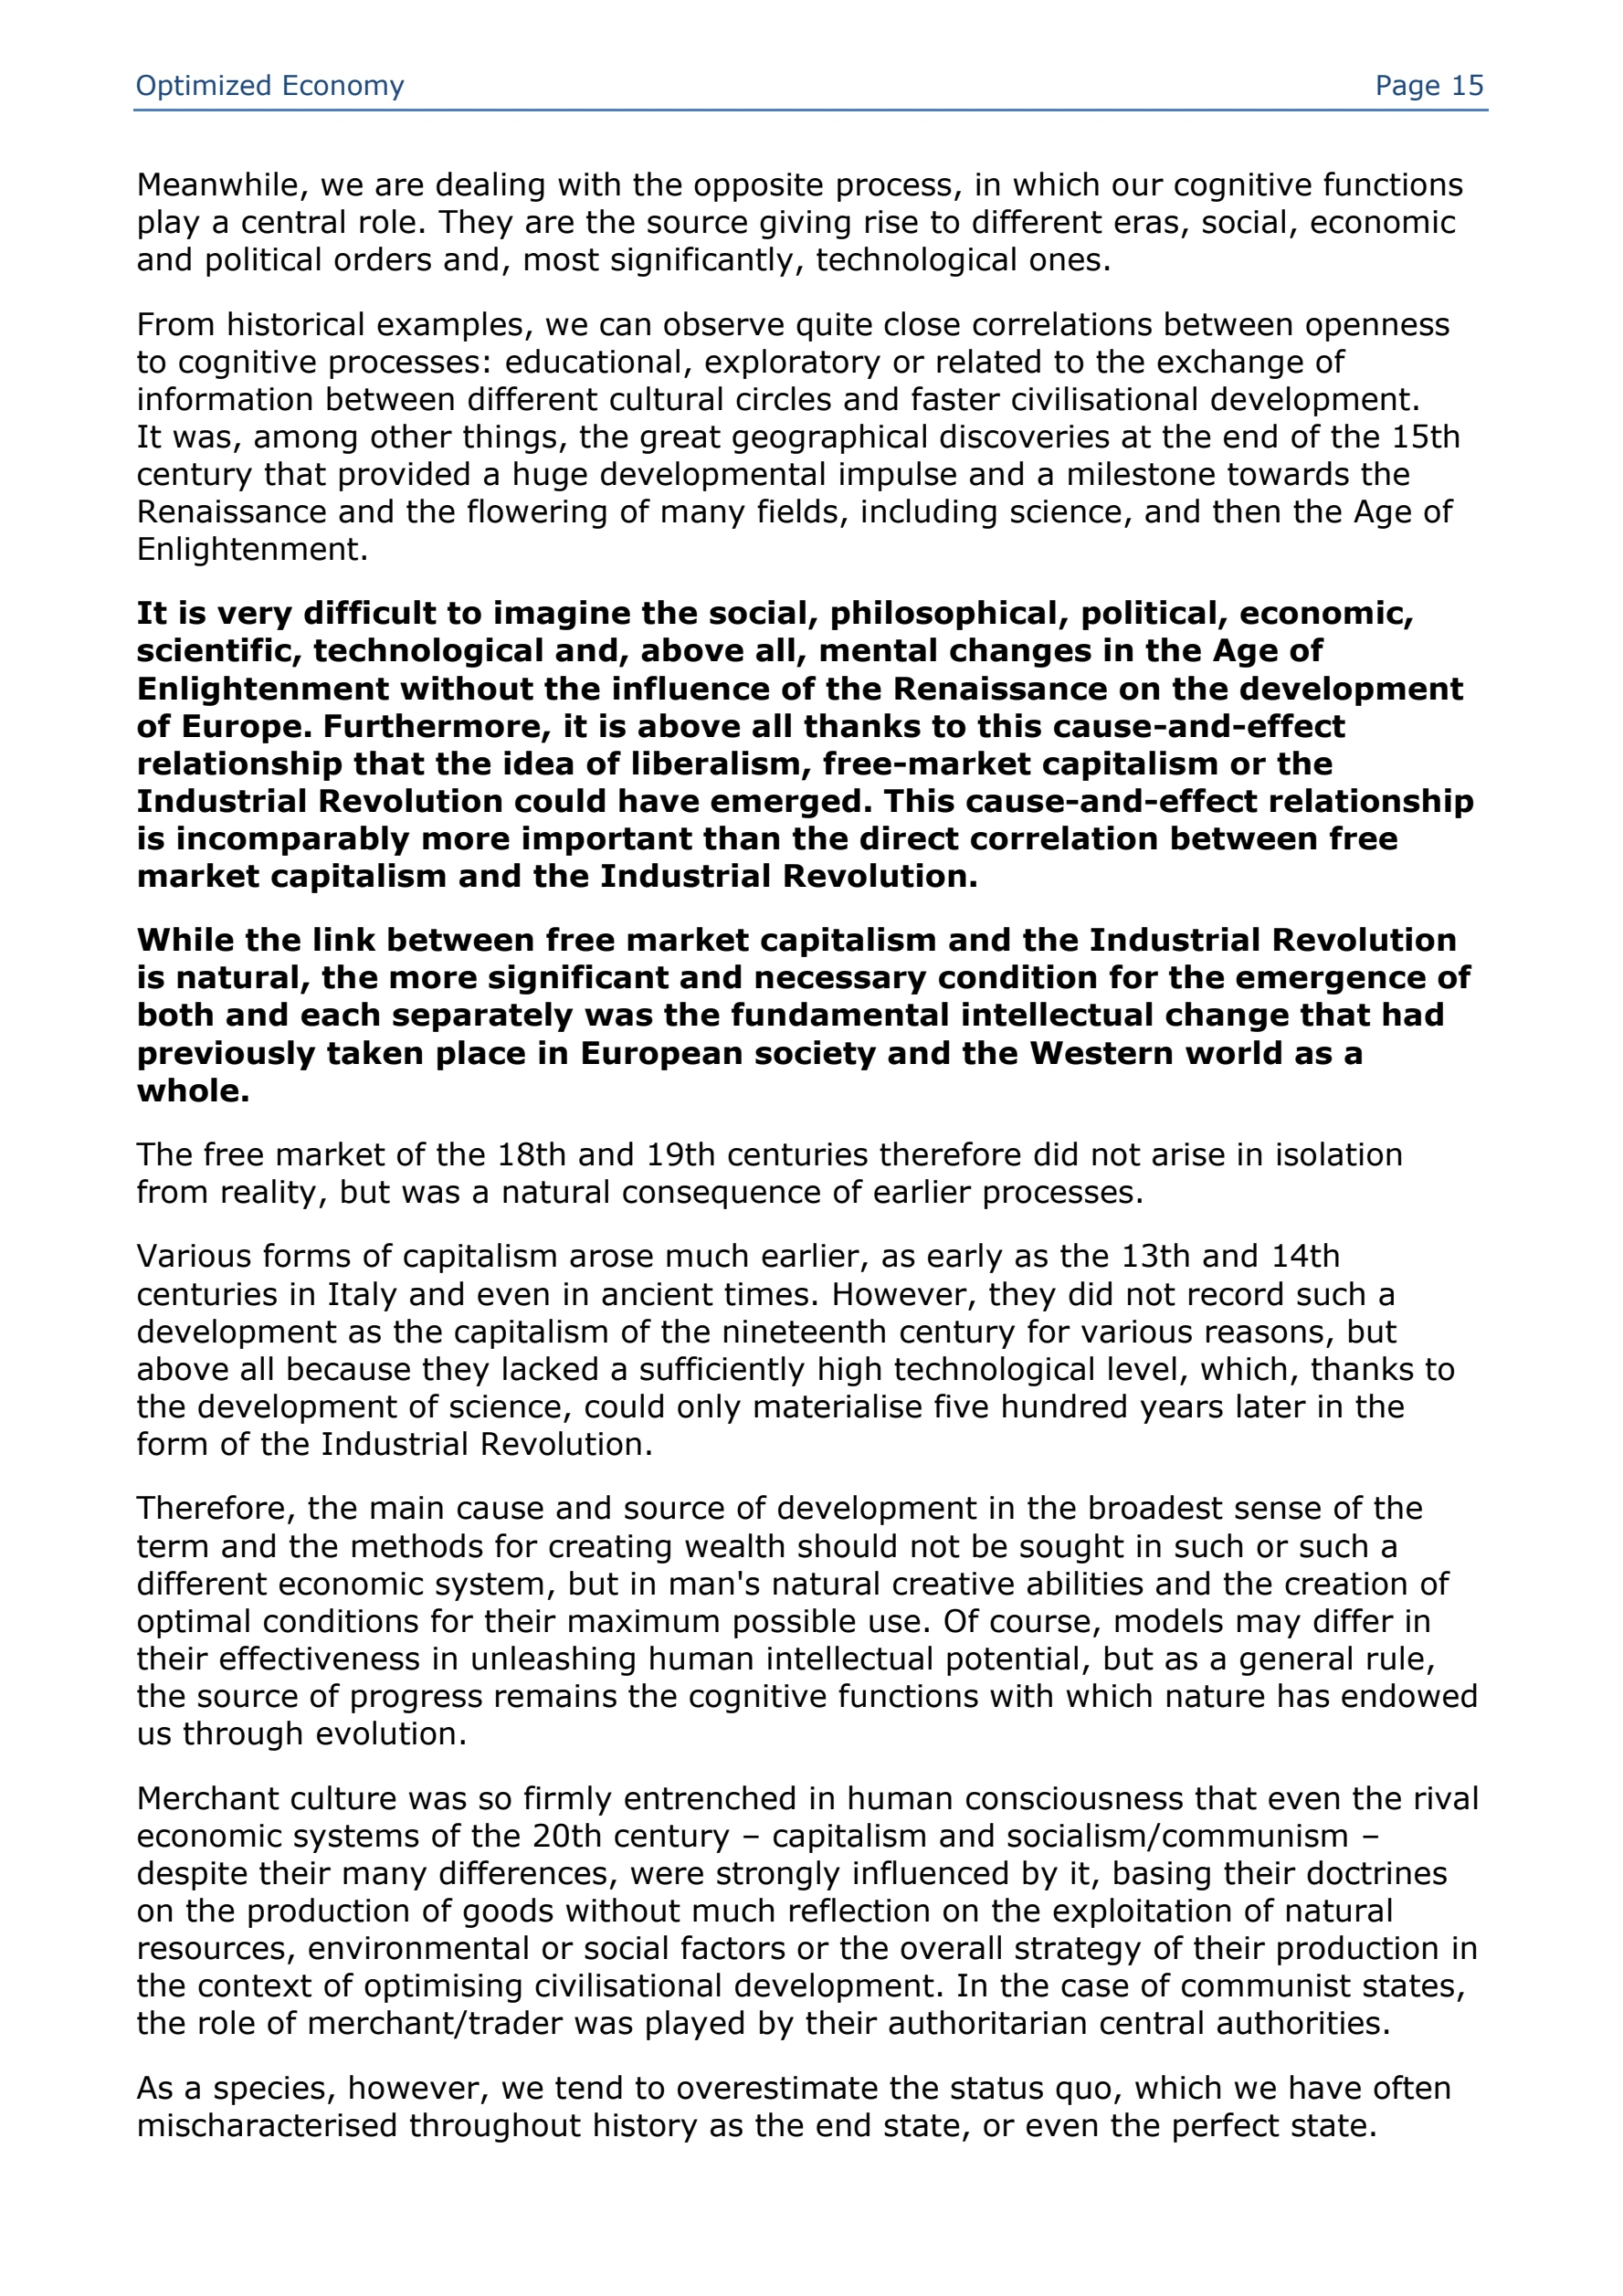 Optimized Economy Page 15
Meanwhile, we are dealing with the opposite process, in which our cognitive functions
play a central role. They are the source giving rise to different eras, social, economic
and political orders and, most significantly, technological ones.
From historical examples, we can observe quite close correlations between openness
to cognitive processes: educational, exploratory or related to the exchange of
information between different cultural circles and faster civilisational development.
It was, among other things, the great geographical discoveries at the end of the 15th
century that provided a huge developmental impulse and a milestone towards the
Renaissance and the flowering of many fields, including science, and then the Age of
Enlightenment.
It is very difficult to imagine the social, philosophical, political, economic,
scientific, technological and, above all, mental changes in the Age of
Enlightenment without the influence of the Renaissance on the development
of Europe. Furthermore, it is above all thanks to this cause-and-effect
relationship that the idea of liberalism, free-market capitalism or the
Industrial Revolution could have emerged. This cause-and-effect relationship
is incomparably more important than the direct correlation between free
market capitalism and the Industrial Revolution.
While the link between free market capitalism and the Industrial Revolution
is natural, the more significant and necessary condition for the emergence of
both and each separately was the fundamental intellectual change that had
previously taken place in European society and the Western world as a
whole.
The free market of the 18th and 19th centuries therefore did not arise in isolation
from reality, but was a natural consequence of earlier processes.
Various forms of capitalism arose much earlier, as early as the 13th and 14th
centuries in Italy and even in ancient times. However, they did not record such a
development as the capitalism of the nineteenth century for various reasons, but
above all because they lacked a sufficiently high technological level, which, thanks to
the development of science, could only materialise five hundred years later in the
form of the Industrial Revolution.
Therefore, the main cause and source of development in the broadest sense of the
term and the methods for creating wealth should not be sought in such or such a
different economic system, but in man's natural creative abilities and the creation of
optimal conditions for their maximum possible use. Of course, models may differ in
their effectiveness in unleashing human intellectual potential, but as a general rule,
the source of progress remains the cognitive functions with which nature has endowed
us through evolution.
Merchant culture was so firmly entrenched in human consciousness that even the rival
economic systems of the 20th century – capitalism and socialism/communism –
despite their many differences, were strongly influenced by it, basing their doctrines
on the production of goods without much reflection on the exploitation of natural
resources, environmental or social factors or the overall strategy of their production in
the context of optimising civilisational development. In the case of communist states,
the role of merchant/trader was played by their authoritarian central authorities.
As a species, however, we tend to overestimate the status quo, which we have often
mischaracterised throughout history as the end state, or even the perfect state.